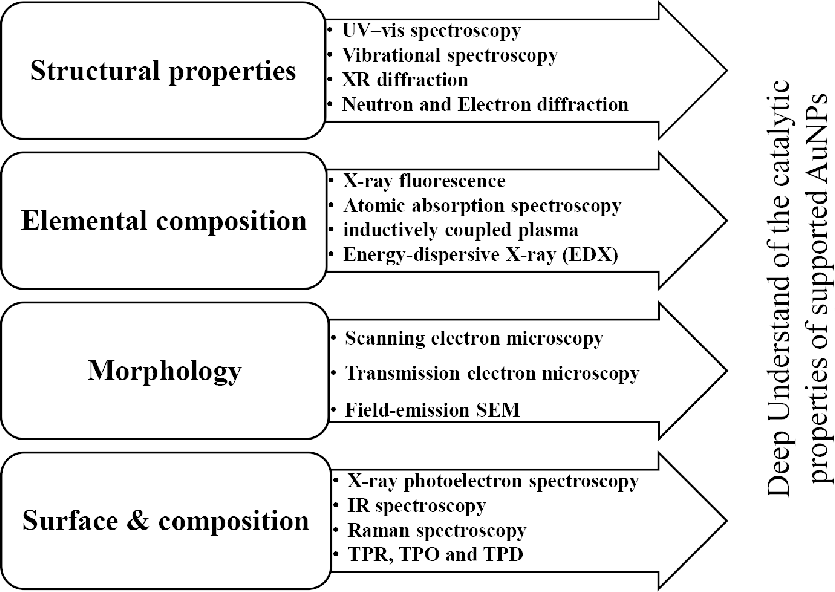 Structural properties
• UV–vis spectroscopy
• Vibrational spectroscopy
• XR diffraction
• Neutron and Electron diffraction
Elemental composition
• X-ray fluorescence
• Atomic absorption spectroscopy
• inductively coupled plasma
• Energy-dispersive X-ray (EDX)
Morphology
• Scanning electron microscopy
• Transmission electron microscopy
• Field-emission SEM
Surface & composition
• X-ray photoelectron spectroscopy
• IR spectroscopy
• Raman spectroscopy
• TPR, TPO and TPD
Deep Understand of the catalytic
properties of supported AuNPs